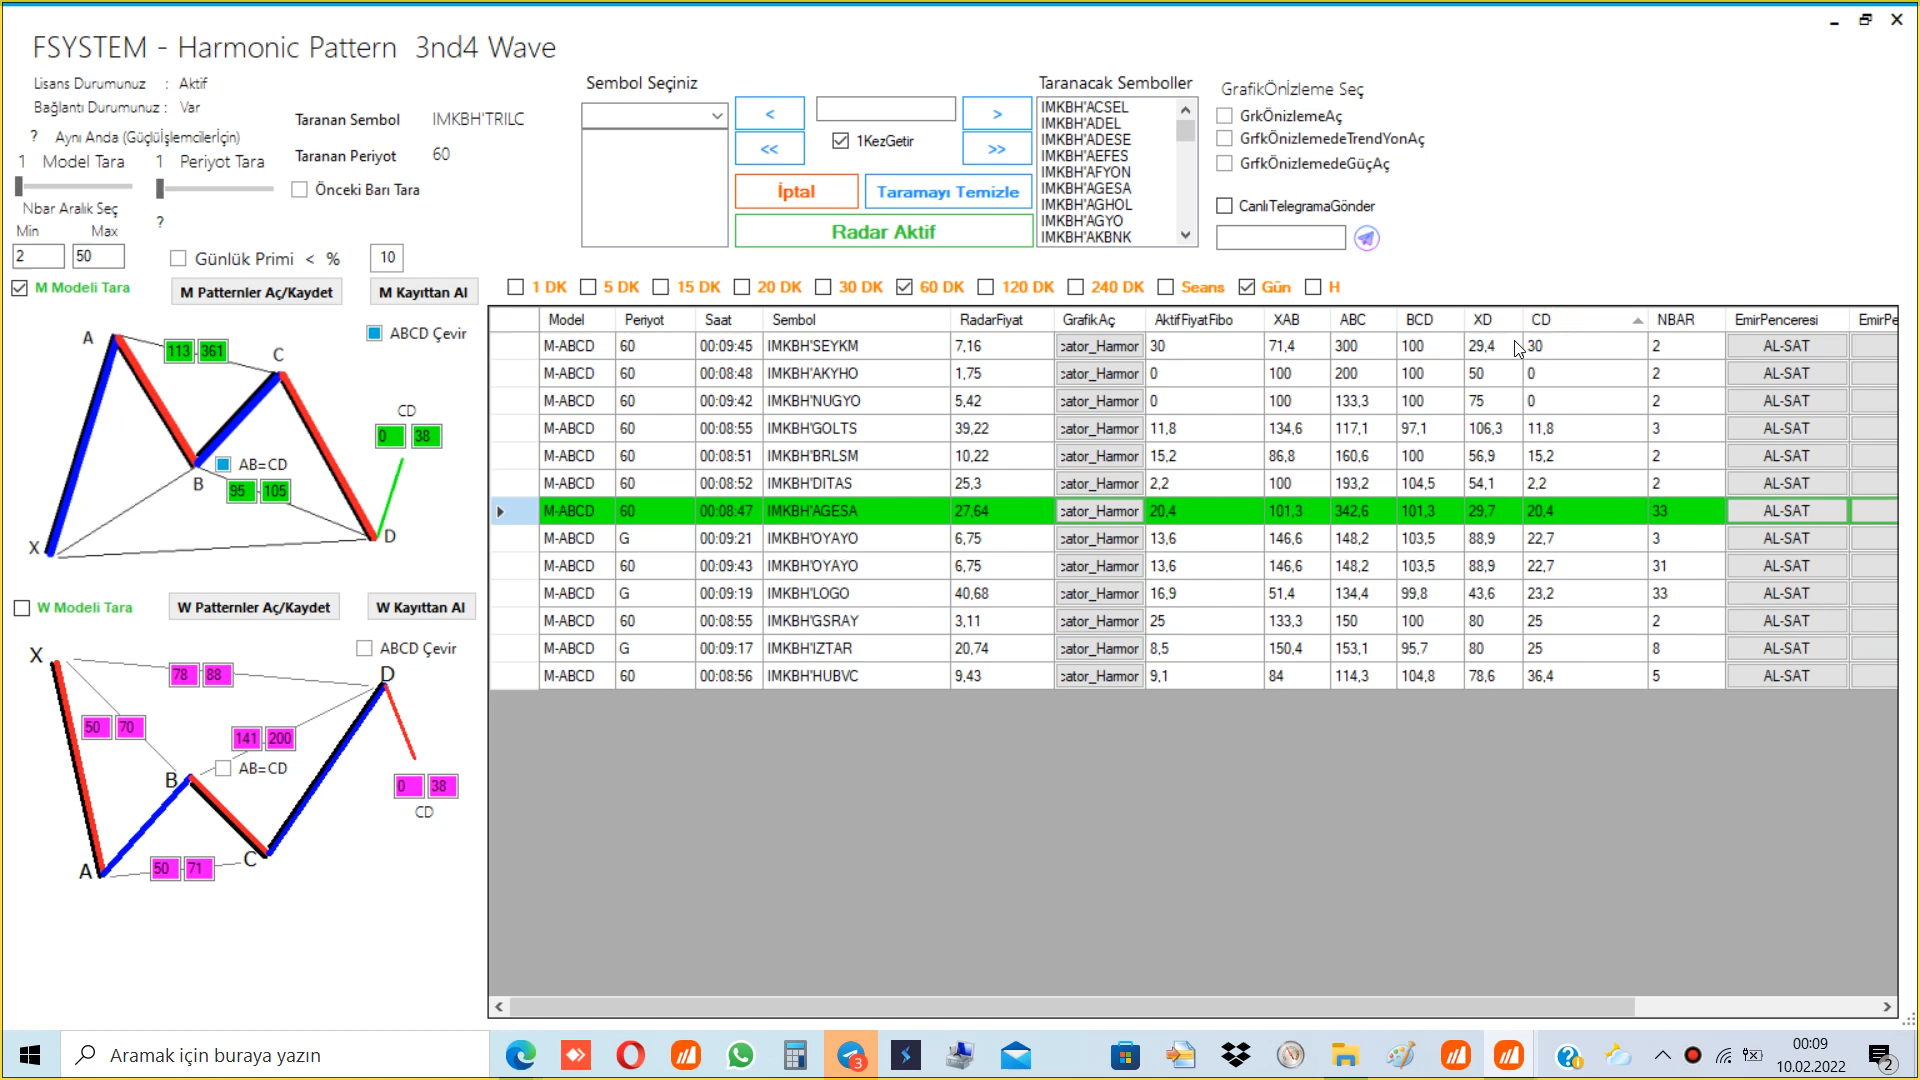 FSYSTEM - Harmonic Pattern 3nd4 Wave
Lisans Durumunuz : Aktif
Bağlantı Durumunuz : Var
? Aynı Anda (Güçlüİşlemcilerİçin)
1 Model Tara 1 Periyot Tara
Nbar Aralık Seç
?
Min Max
2 50
Taranan Sembol IMKBH'TRILC
Taranan Periyot 60
Önceki Barı Tara
Günlük Primi < % 10
Sembol Seçiniz
< >
1KezGetir
<< >>
İptal Taramayı Temizle
Radar Aktif
Taranacak Semboller
IMKBH'ACSEL
IMKBH'ADEL
IMKBH'ADESE
IMKBH'AEFES
IMKBH'AFYON
IMKBH'AGESA
IMKBH'AGHOL
IMKBH'AGYO
IMKBH'AKBNK
GrafikÖnİzleme Seç
GrkÖnizlemeAç
GrfkÖnizlemedeTrendYonAç
GrfkÖnizlemedeGüçAç
CanlıTelegramaGönder
M Modeli Tara M Patternler Aç/Kaydet M Kayıttan Al
1 DK 5 DK 15 DK 20 DK 30 DK 60 DK 120 DK 240 DK Seans Gün H
ABCD Çevir
A 113 361 C
CD
0 38
AB=CD
B 95 105
X D
W Modeli Tara W Patternler Aç/Kaydet W Kayıttan Al
ABCD Çevir
X 78 88 D
50 70 141 200
B AB=CD
0 38
CD
A 50 71 C
Model Periyot Saat Sembol RadarFiyat GrafikAç AktifFiyatFibo XAB ABC BCD XD CD NBAR EmirPenceresi EmirPe
M-ABCD 60 00:09:45 IMKBH'SEYKM 7,16 cator_Harmor 30 71,4 300 100 29,4 30 2 AL-SAT
M-ABCD 60 00:08:48 IMKBH'AKYHO 1,75 cator_Harmor 0 100 200 100 50 0 2 AL-SAT
M-ABCD 60 00:09:42 IMKBH'NUGYO 5,42 cator_Harmor 0 100 133,3 100 75 0 2 AL-SAT
M-ABCD 60 00:08:55 IMKBH'GOLTS 39,22 cator_Harmor 11,8 134,6 117,1 97,1 106,3 11,8 3 AL-SAT
M-ABCD 60 00:08:51 IMKBH'BRLSM 10,22 cator_Harmor 15,2 86,8 160,6 100 56,9 15,2 2 AL-SAT
M-ABCD 60 00:08:52 IMKBH'DITAS 25,3 cator_Harmor 2,2 100 193,2 104,5 54,1 2,2 2 AL-SAT
M-ABCD 60 00:08:47 IMKBH'AGESA 27,64 cator_Harmor 20,4 101,3 342,6 101,3 29,7 20,4 33 AL-SAT
M-ABCD G 00:09:21 IMKBH'OYAYO 6,75 cator_Harmor 13,6 146,6 148,2 103,5 88,9 22,7 3 AL-SAT
M-ABCD 60 00:09:43 IMKBH'OYAYO 6,75 cator_Harmor 13,6 146,6 148,2 103,5 88,9 22,7 31 AL-SAT
M-ABCD G 00:09:19 IMKBH'LOGO 40,68 cator_Harmor 16,9 51,4 134,4 99,8 43,6 23,2 33 AL-SAT
M-ABCD 60 00:08:55 IMKBH'GSRAY 3,11 cator_Harmor 25 133,3 150 100 80 25 2 AL-SAT
M-ABCD G 00:09:17 IMKBH'IZTAR 20,74 cator_Harmor 8,5 150,4 153,1 95,7 80 25 8 AL-SAT
M-ABCD 60 00:08:56 IMKBH'HUBVC 9,43 cator_Harmor 9,1 84 114,3 104,8 78,6 36,4 5 AL-SAT
Aramak için buraya yazın
3
00:09
10.02.2022
2